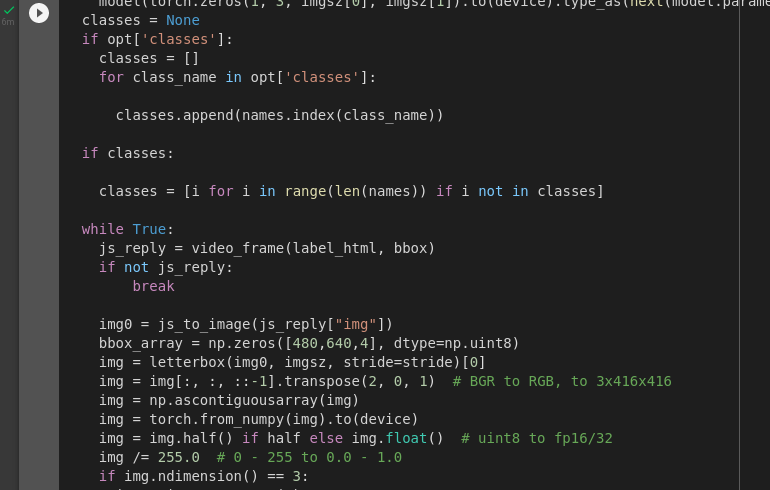 model(torch.zeros(1, 3, imgsz[0], imgsz[1]).to(device).type_as(next(model.parame
classes = None
6m
if opt['classes']:
classes = []
for class_name in opt['classes']:
classes.append(names.index(class_name))
if classes:
classes = [i for i in range(len(names)) if i not in classes]
while True:
js_reply = video_frame(label_html, bbox)
if not js_reply:
break
img0 = js_to_image(js_reply["img"])
bbox_array = np.zeros([480,640,4], dtype=np.uint8)
img = letterbox(img0, imgsz, stride=stride)[0]
img = img[:, :, ::-1].transpose(2, 0, 1)  # BGR to RGB, to 3x416x416
img = np.ascontiguousarray(img)
img = torch.from_numpy(img).to(device)
img = img.half() if half else img.float()  # uint8 to fp16/32
img /= 255.0  # 0 - 255 to 0.0 - 1.0
if img.ndimension() == 3: